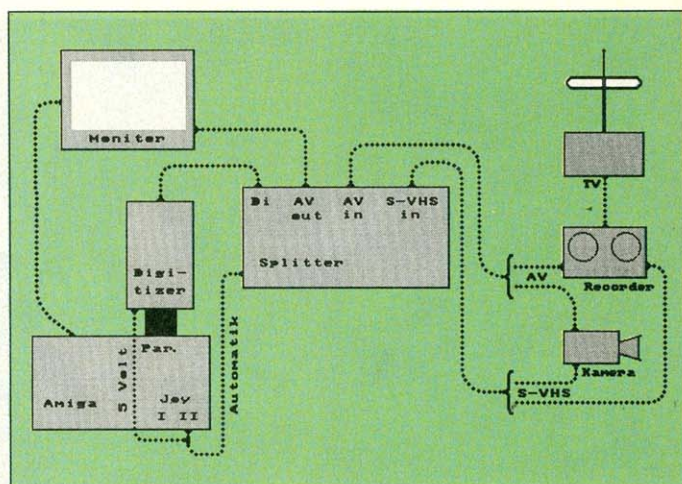 Monitor
TV
Di AV AV S-VHS
out in in
Splitter
Digi-
tizer
AV
Recorder
Kamera
S-VHS
Par.
5 Volt
Automatik
Amiga
Joy
I II